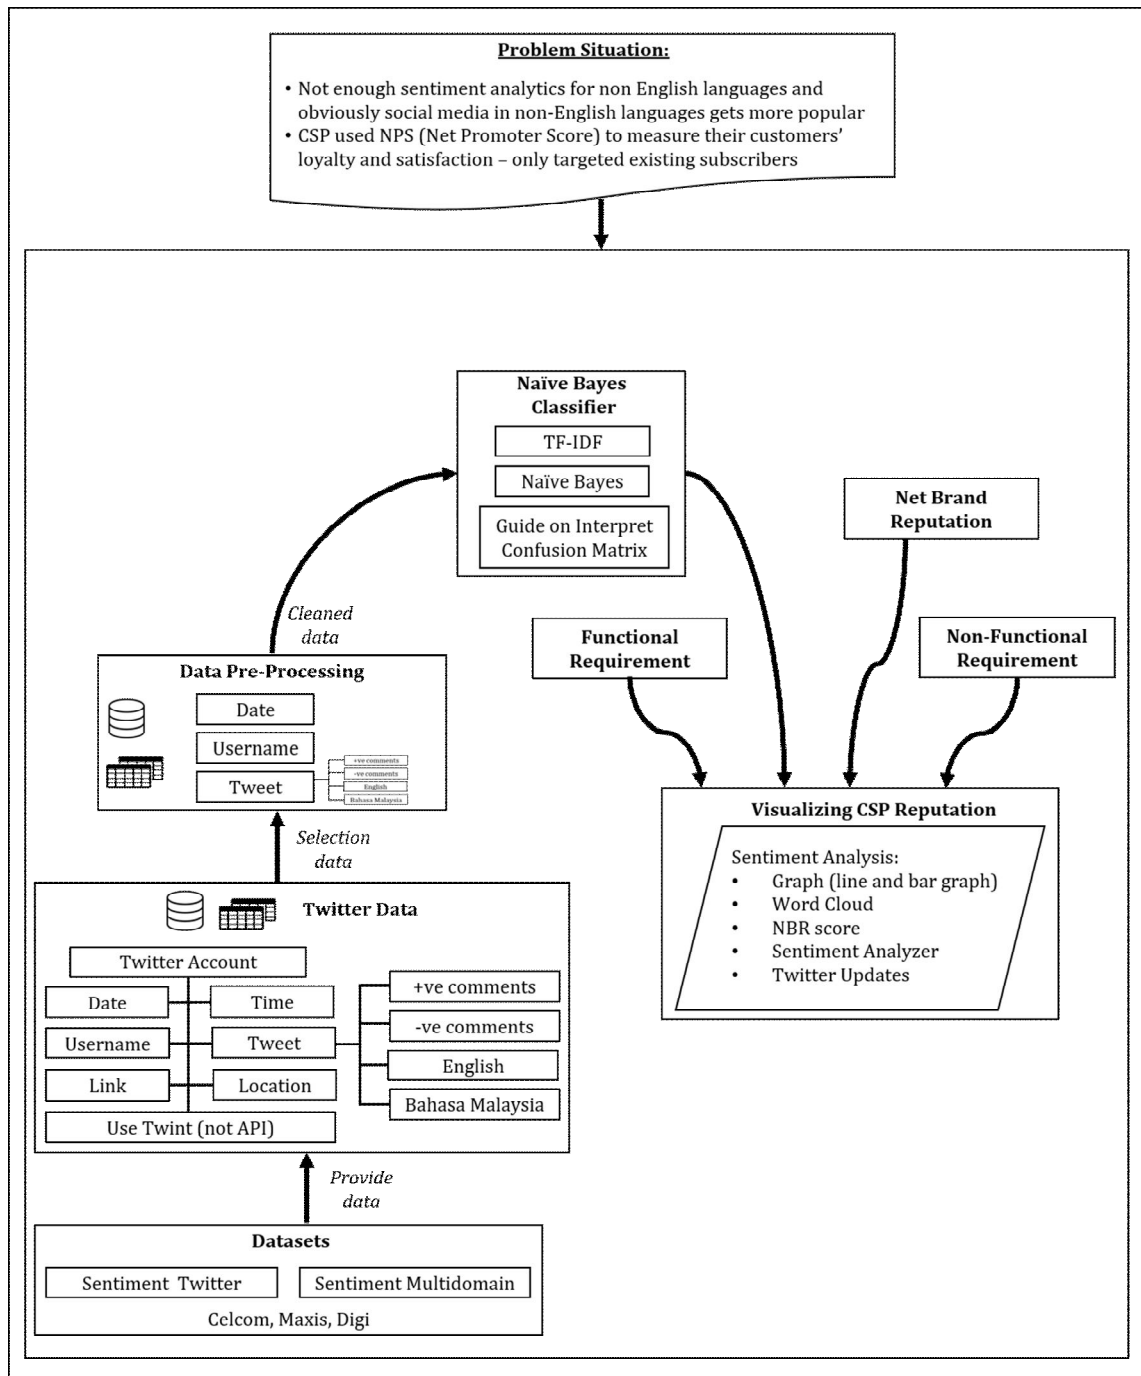 Problem Situation:
• Not enough sentiment analytics for non English languages and
obviously social media in non-English languages gets more popular
• CSP used NPS (Net Promoter Score) to measure their customers'
loyalty and satisfaction – only targeted existing subscribers
Naïve Bayes
Classifier
TF-IDF
Naïve Bayes
Guide on Interpret
Confusion Matrix
Net Brand
Reputation
Functional
Requirement
Non-Functional
Requirement
Cleaned
data
Data Pre-Processing
Date
Username
Tweet
+ve comments
-ve comments
English
Bahasa Malaysia
Visualizing CSP Reputation
Sentiment Analysis:
• Graph (line and bar graph)
• Word Cloud
• NBR score
• Sentiment Analyzer
• Twitter Updates
Selection
data
Twitter Data
Twitter Account
Date
Time
Username
Tweet
Link
Location
Use Twint (not API)
+ve comments
-ve comments
English
Bahasa Malaysia
Provide
data
Datasets
Sentiment Twitter
Sentiment Multidomain
Celcom, Maxis, Digi